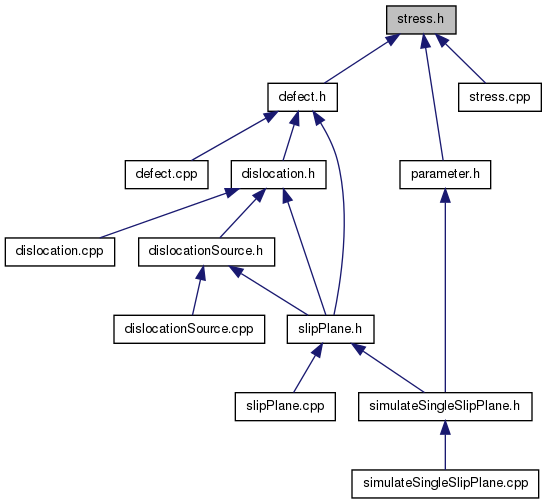 stress.h
defect.h
stress.cpp
defect.cpp
dislocation.h
parameter.h
dislocation.cpp
dislocationSource.h
dislocationSource.cpp
slipPlane.h
slipPlane.cpp
simulateSingleSlipPlane.h
simulateSingleSlipPlane.cpp